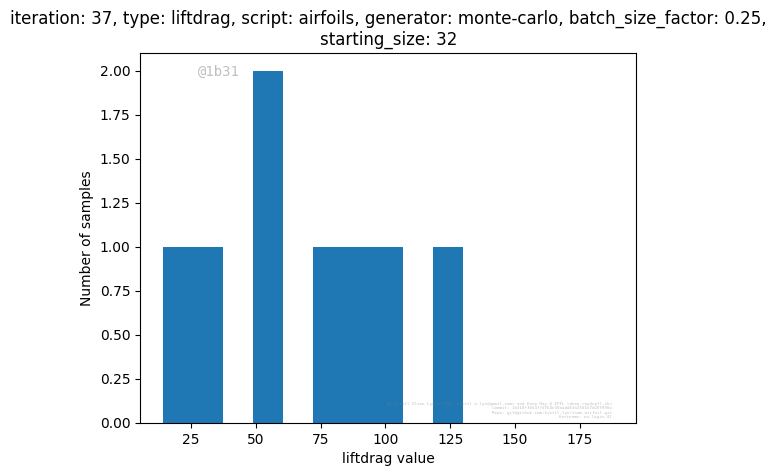 iteration: 37, type: liftdrag, script: airfoils, generator: monte-carlo, batch_size_factor: 0.25,
starting_size: 32
@1b31
2.00
1.75
1.50
1.25
1.00
0.75
0.50
0.25
0.00
Number of samples
25 50 75 100 125 150 175
liftdrag value